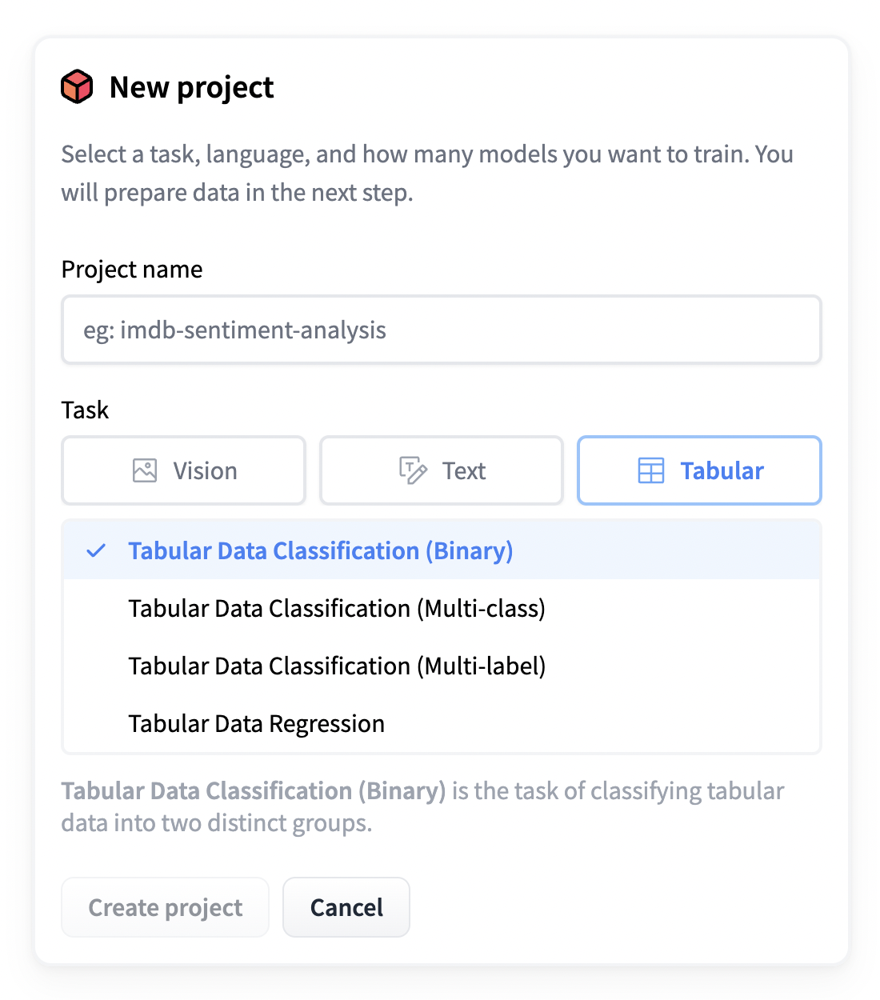 New project
Select a task, language, and how many models you want to train. You
will prepare data in the next step.
Project name
eg: imdb-sentiment-analysis
Task
Vision
Text
Tabular
Tabular Data Classification (Binary)
Tabular Data Classification (Multi-class)
Tabular Data Classification (Multi-label)
Tabular Data Regression
Tabular Data Classification (Binary) is the task of classifying tabular
data into two distinct groups.
Create project
Cancel